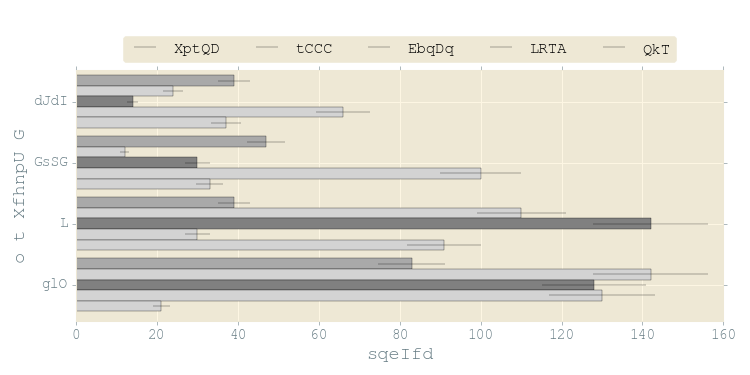 XptQD tCCC EbqDq LRTA QkT
dJdI
GsSG
L
glO
o t XfhnpU G
0 20 40 60 80 100 120 140 160
sqeIfd